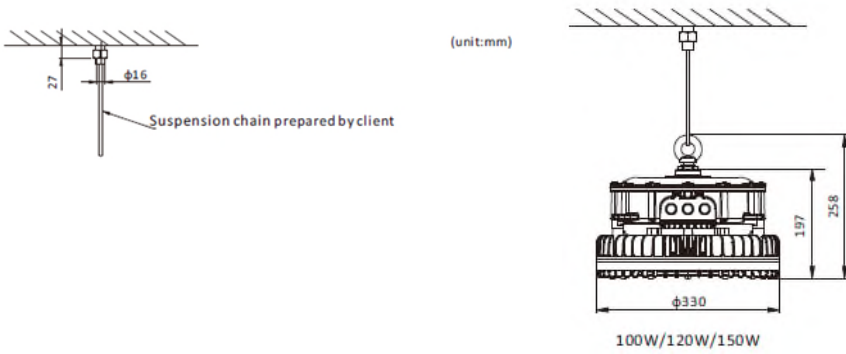 (unit:mm)
27
ϕ16
Suspension chain prepared by client
258
197
ϕ330
100W/120W/150W